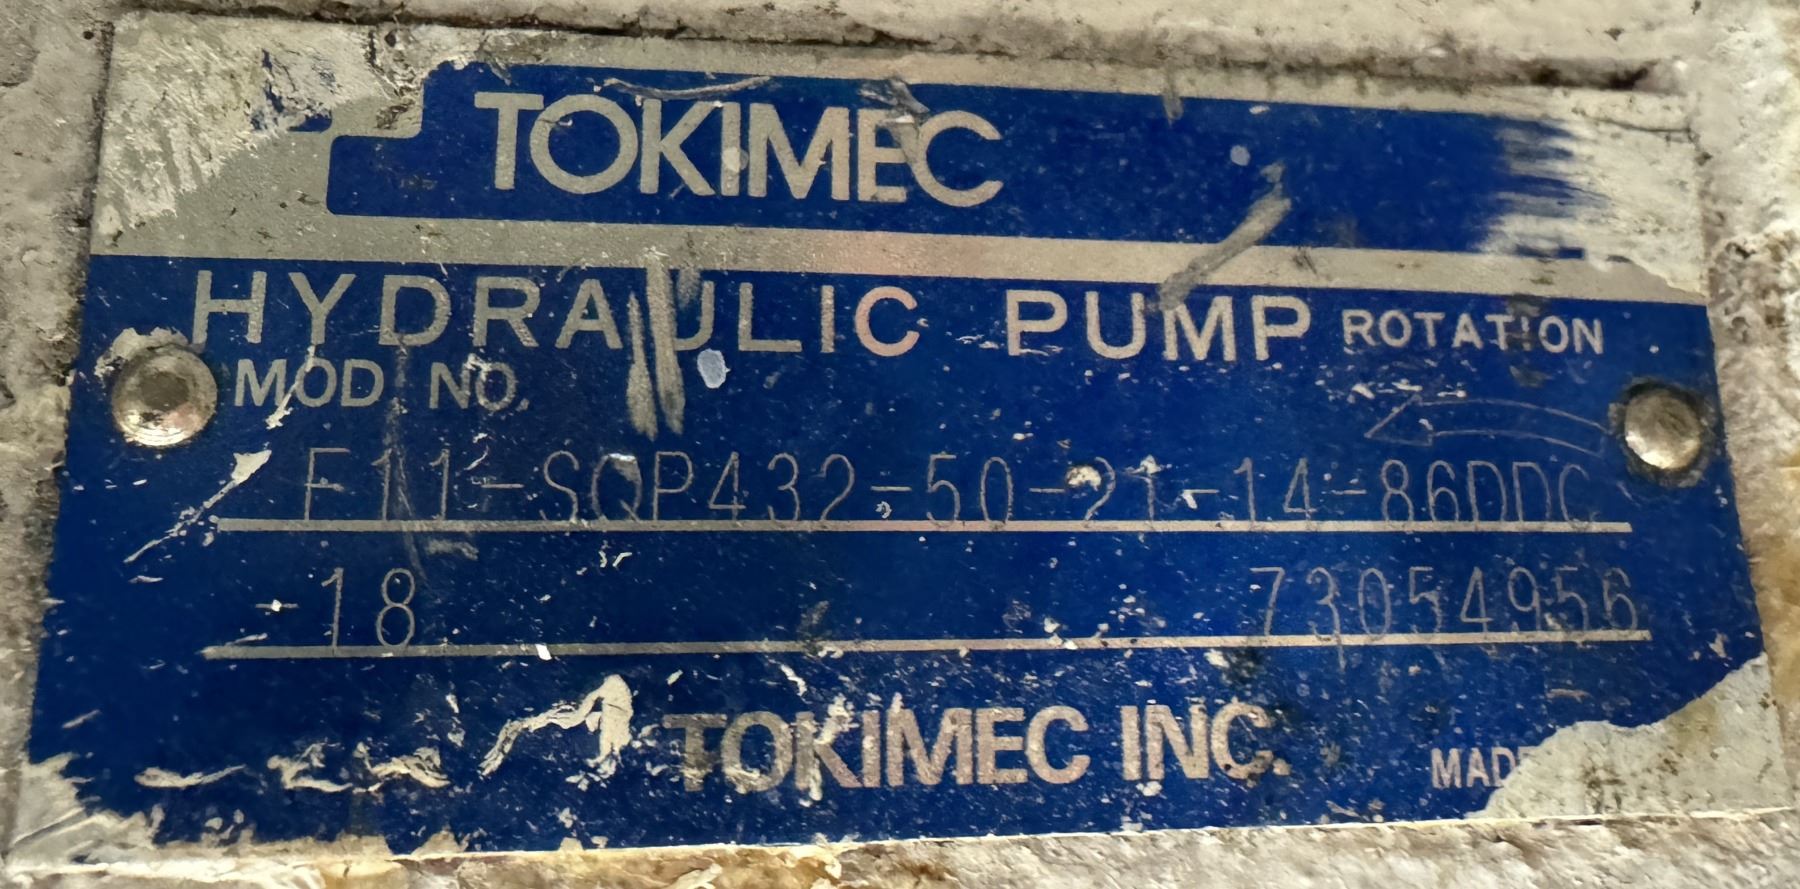 TOKIMEC
HYDRAULIC PUMP ROTATION
MOD NO.
F11-SQP432-50-21-14-86DDC
-18 73054956
TOKIMEC INC.
MADE